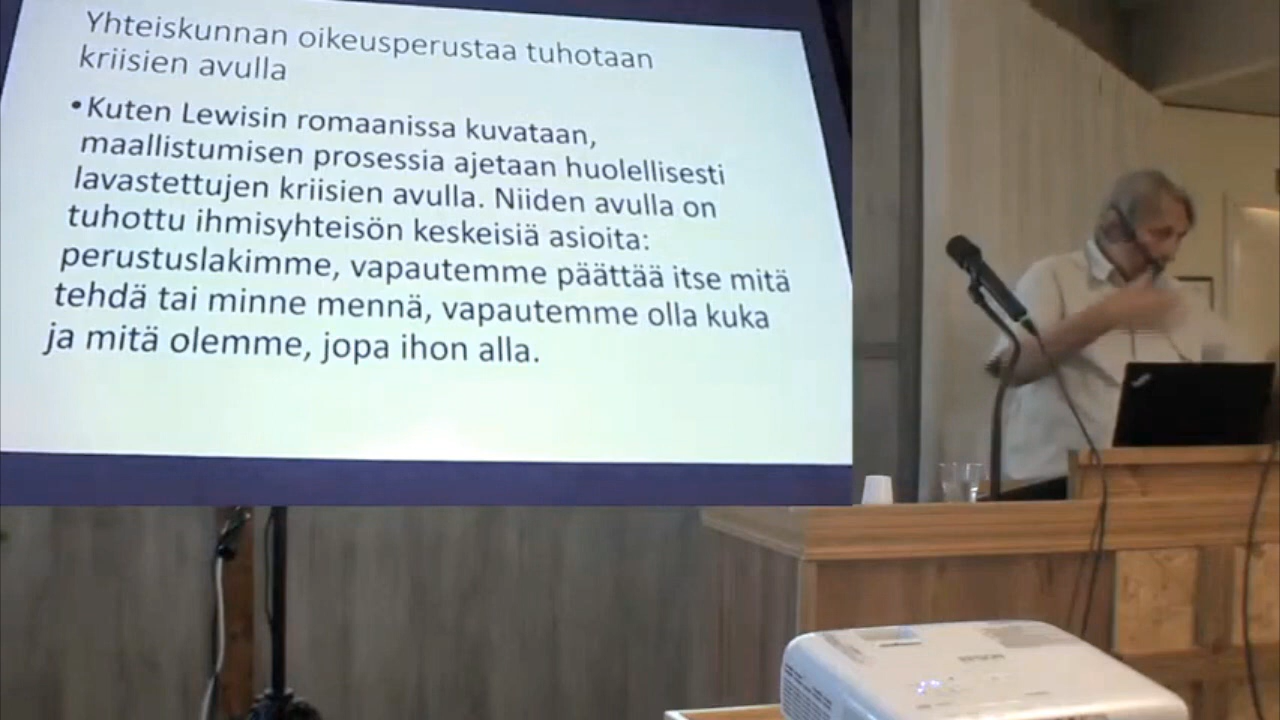 Yhteiskunnan oikeusperustaa tuhotaan
kriisien avulla
•Kuten Lewisin romaanissa kuvataan,
maallistumisen prosessia ajetaan huolellisesti
lavastettujen kriisien avulla. Niiden avulla on
tuhottu ihmisyhteisön keskeisiä asioita:
perustuslakimme, vapautemme päättää itse mitä
tehdä tai minne mennä, vapautemme olla kuka
ja mitä olemme, jopa ihon alla.
EPSON